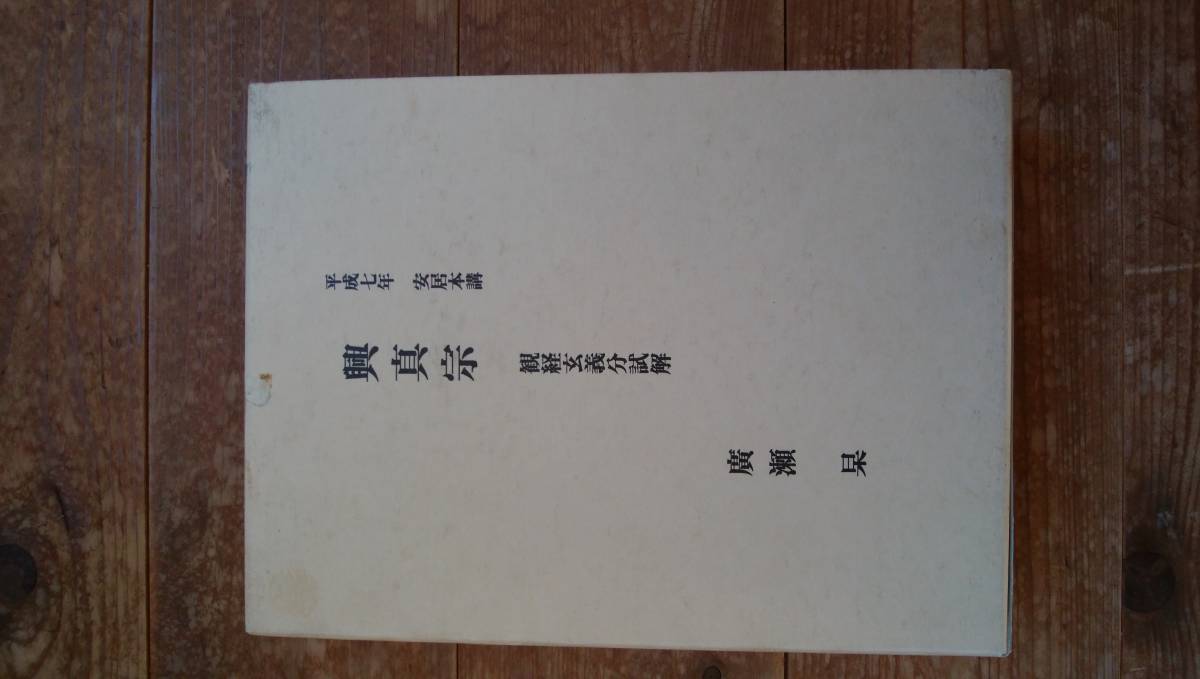 平成七年 安居本講
興真宗
観経玄義分試解
廣瀬 杲